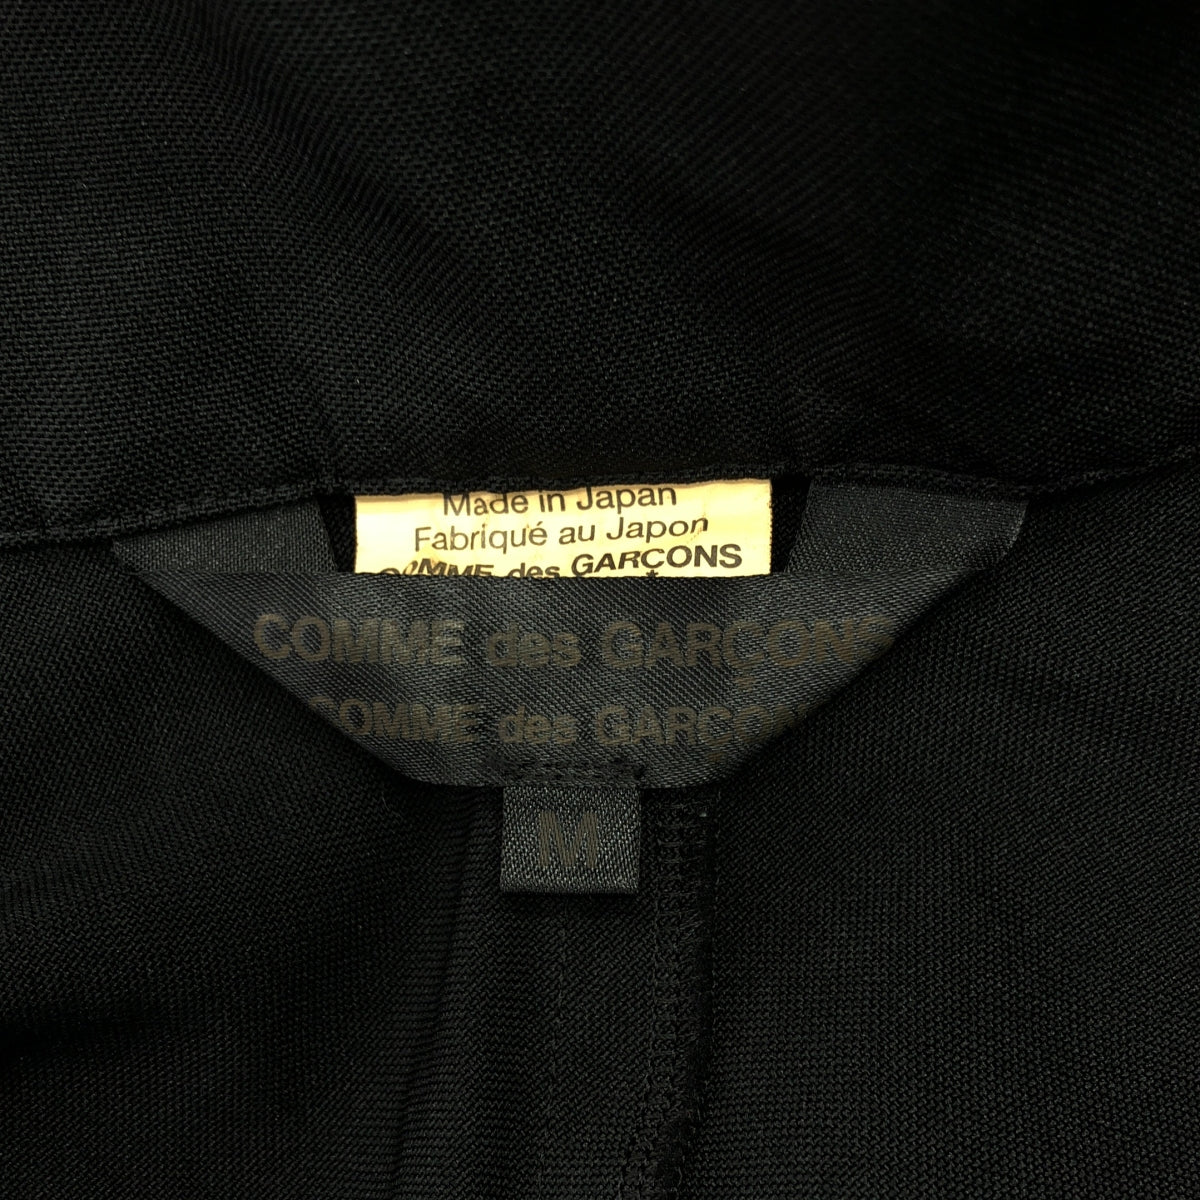 Made in Japan
Fabriqué au Japon
COMME des GARÇONS
COMME des GARÇONS
COMME des GARÇONS
M